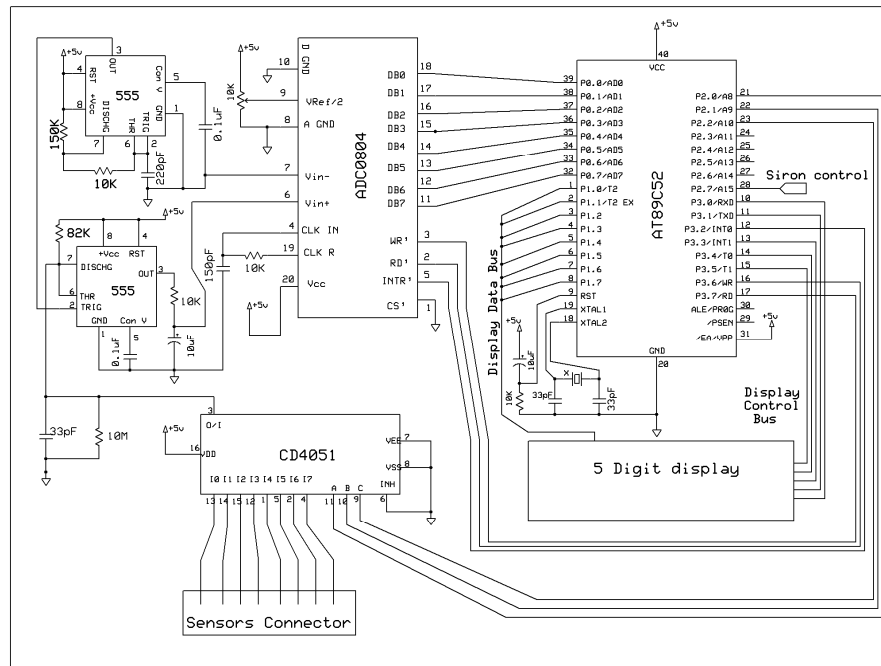 +5v
3
OUT
150K
4
RST
Con V
5
555
8
+Vcc
GND
1
DISCHG
THR
TRIG
7
6
2
10K
220pF
0.1uF
82K
+5v
8
4
+Vcc
RST
7
DISCHG
OUT
3
555
10K
6
THR
2
TRIG
GND
Con V
1
5
0.1uF
10uF
+5v
10K
10
D GND
9
VRef/2
8
A GND
7
Vin-
6
Vin+
4
CLK IN
19
CLK R
20
Vcc
150pF
10K
+5v
ADC0804
DB0
18
DB1
17
DB2
16
DB3
15
DB4
14
DB5
13
DB6
12
DB7
11
WR'
3
RD'
2
INTR'
5
CS'
1
+5v
40
VCC
AT89C52
39
P0.0/AD0
38
P0.1/AD1
37
P0.2/AD2
36
P0.3/AD3
35
P0.4/AD4
34
P0.5/AD5
33
P0.6/AD6
32
P0.7/AD7
1
P1.0/T2
2
P1.1/T2 EX
3
P1.2
4
P1.3
5
P1.4
6
P1.5
7
P1.6
8
P1.7
9
RST
19
XTAL1
18
XTAL2
GND
20
P2.0/A8
21
P2.1/A9
22
P2.2/A10
23
P2.3/A11
24
P2.4/A12
25
P2.5/A13
26
P2.6/A14
27
P2.7/A15
28
P3.0/RXD
10
P3.1/TXD
11
P3.2/INT0
12
P3.3/INT1
13
P3.4/T0
14
P3.5/T1
15
P3.6/WR
16
P3.7/RD
17
ALE/PROG
30
/PSEN
29
/EA/VPP
31
+5v
Siron control
Display Data Bus
+5v
10uF
10K
X
33pF
33pF
Display
Control
Bus
5 Digit display
33pF
10M
+5v
3
O/I
16
VDD
CD4051
VEE
7
VSS
8
INH
6
I0
I1
I2
I3
I4
I5
I6
I7
A
B
C
13
14
15
12
1
5
2
4
11
10
9
Sensors Connector